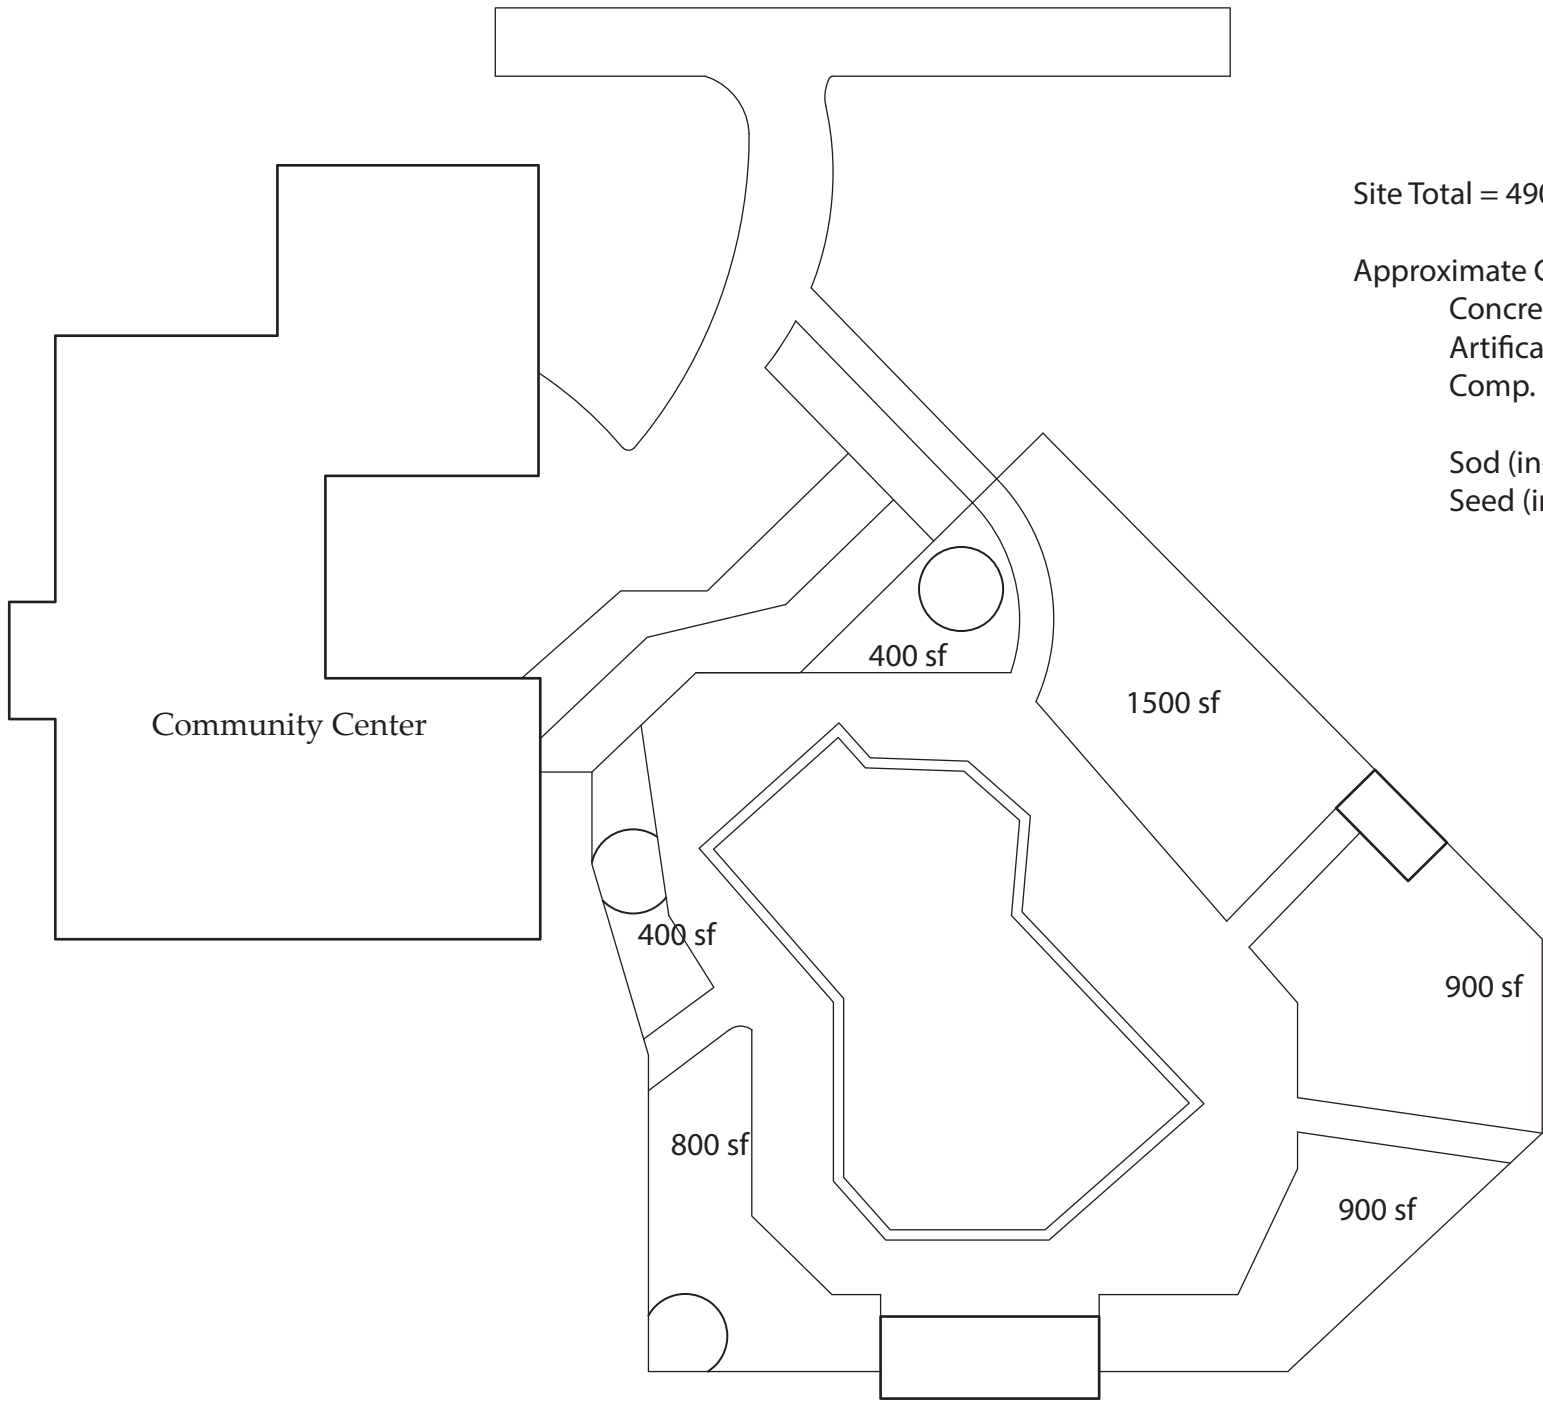 Site Total = 490
Approximate C
Concre
Artifica
Comp.
Sod (in-
Seed (in
400 sf
1500 sf
Community Center
400 sf
900 sf
800 sf
900 sf